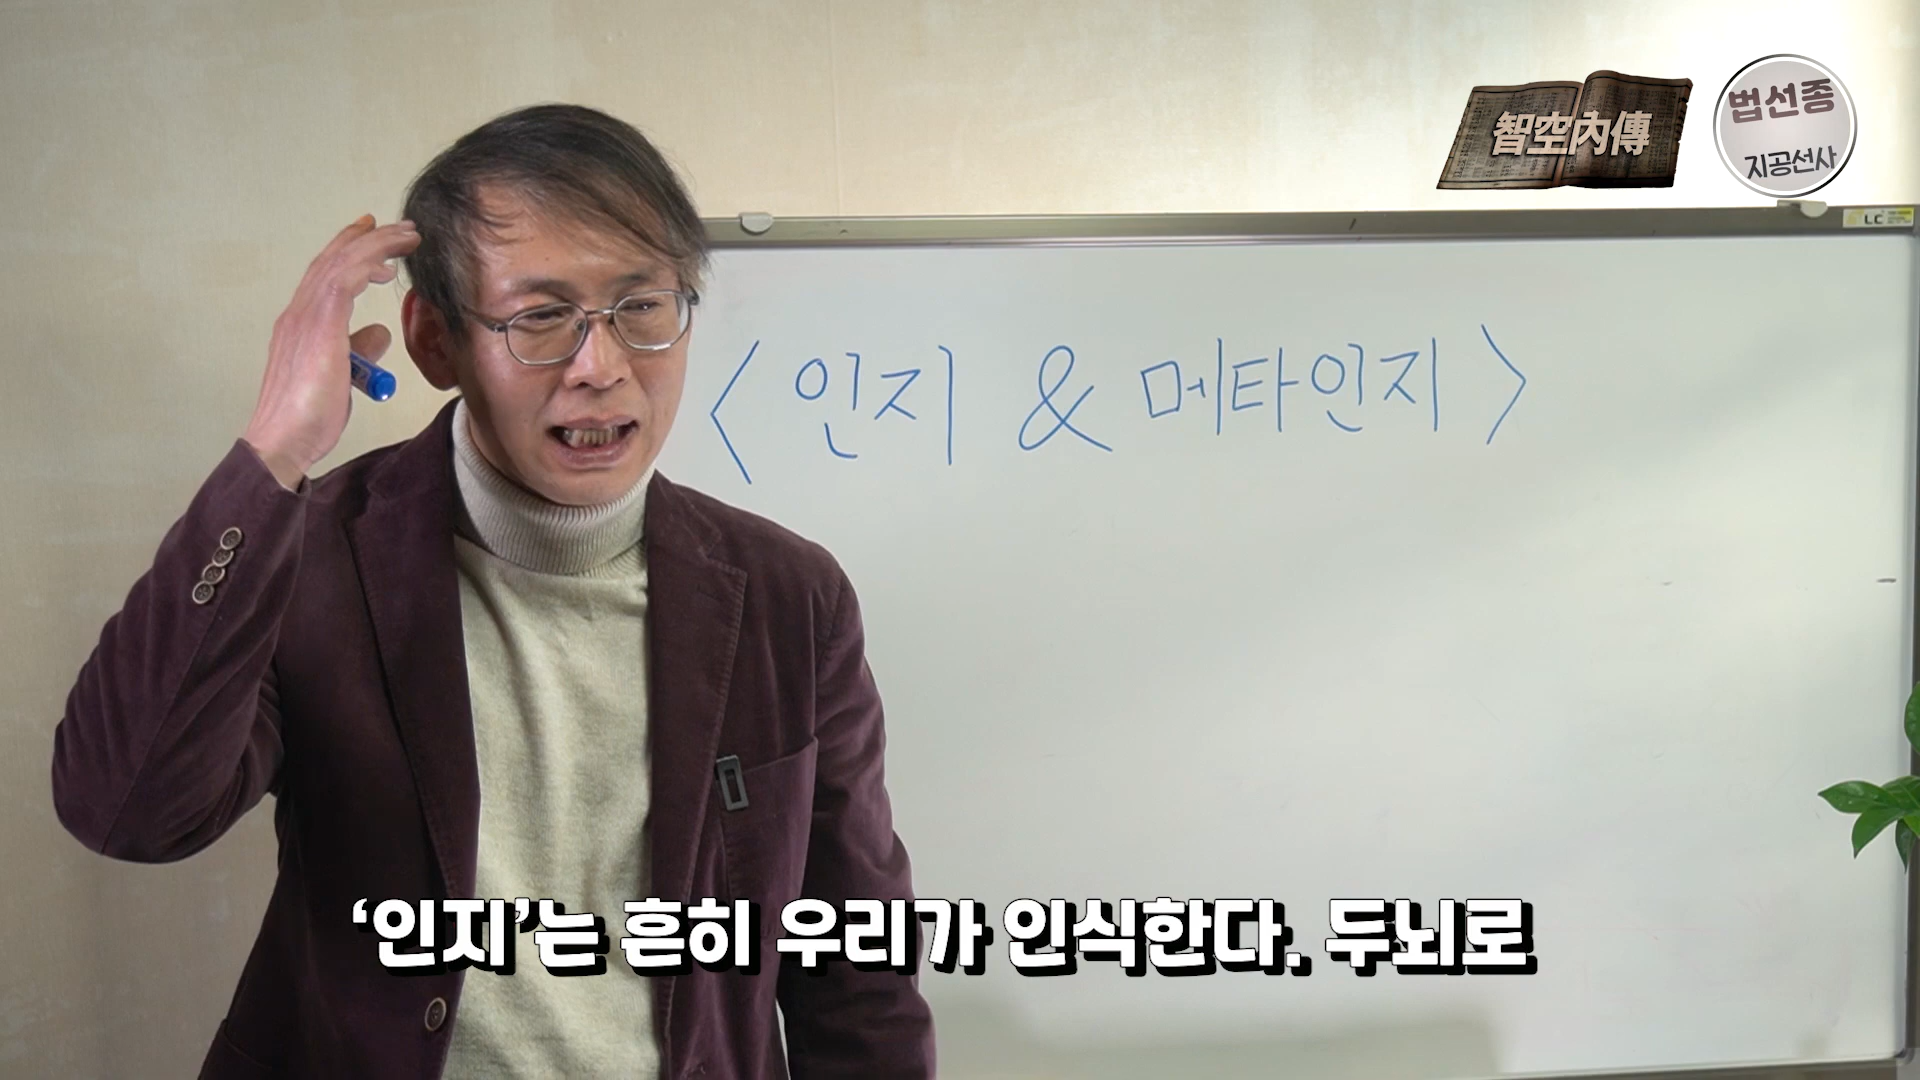 智空內傳
법선종
지공선사
LC
<인지 & 메타인지>
‘인지’는 흔히 우리가 인식한다. 두뇌로